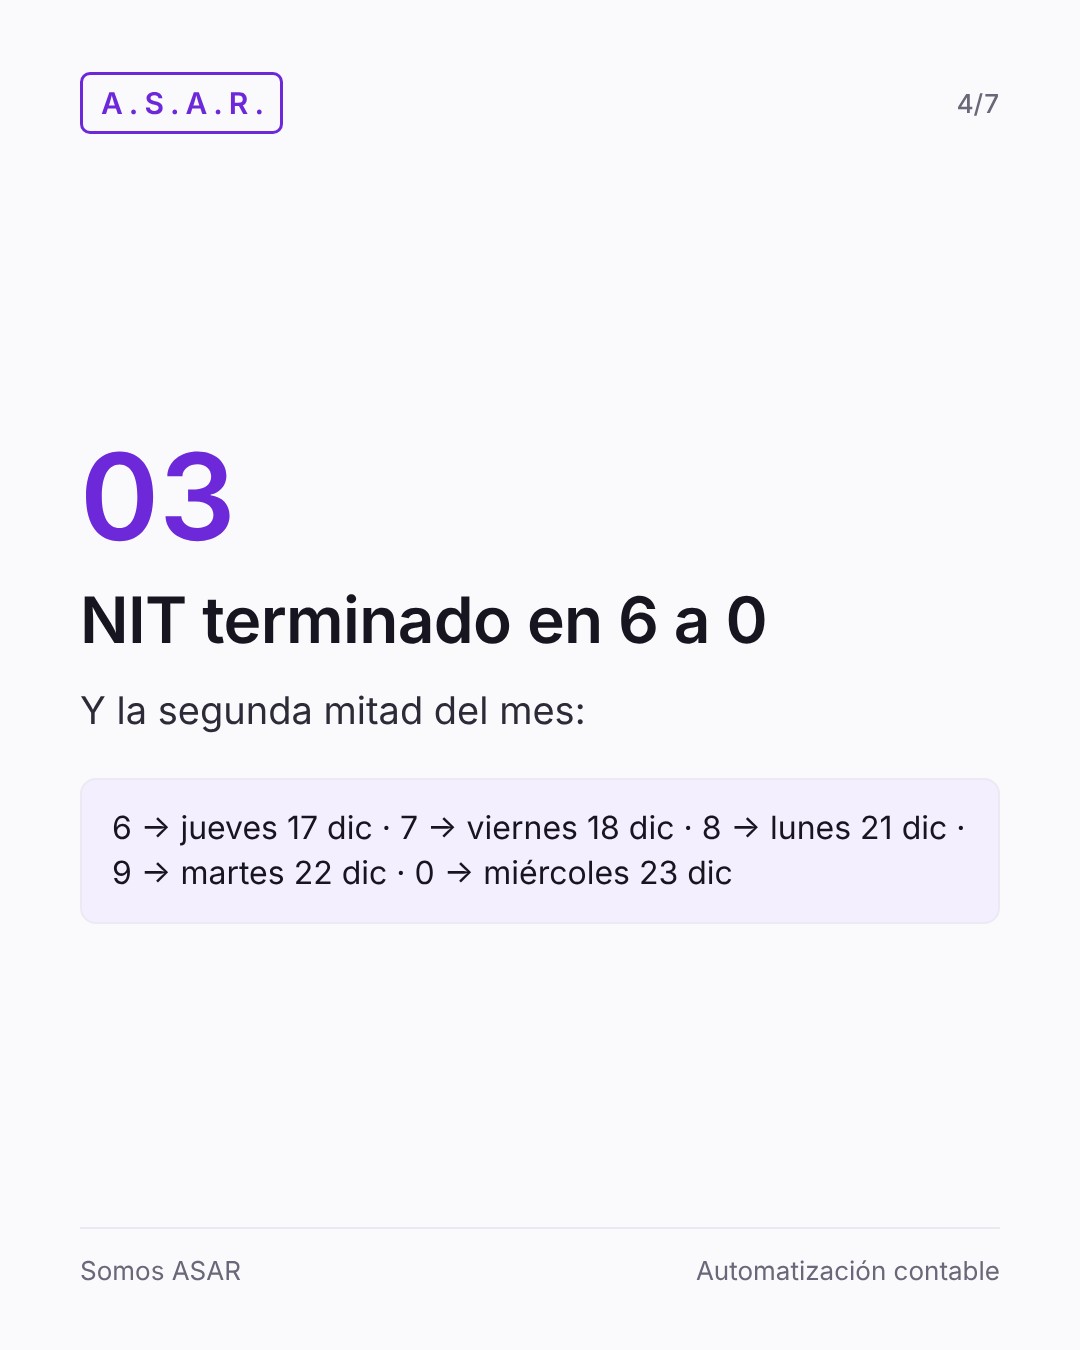 A.S.A.R.
4/7
03
NIT terminado en 6 a 0
Y la segunda mitad del mes:
6 → jueves 17 dic · 7 → viernes 18 dic · 8 → lunes 21 dic ·
9 → martes 22 dic · 0 → miércoles 23 dic
Somos ASAR
Automatización contable